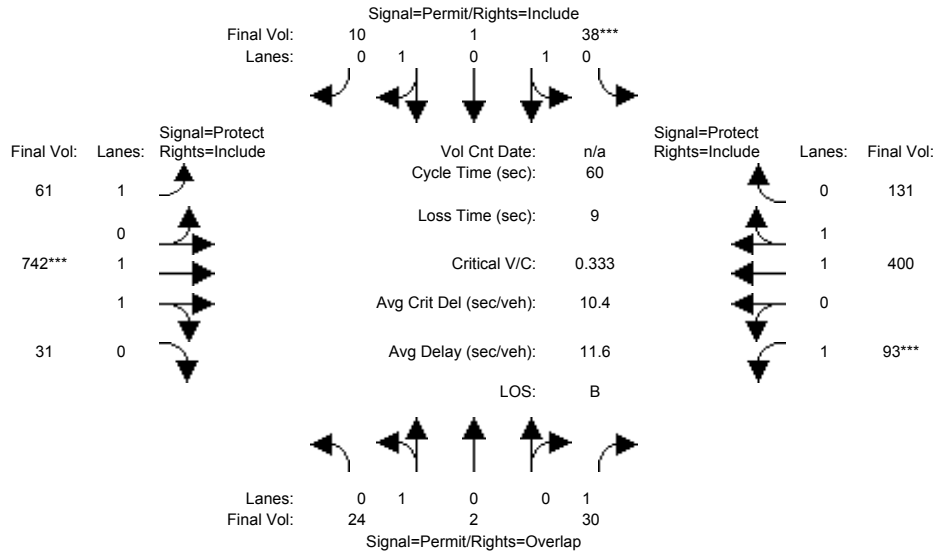 Signal=Permit/Rights=Include
Final Vol: 10 1 38***
Lanes: 0 1 0 1 0
Signal=Protect Signal=Protect
Final Vol: Lanes: Rights=Include Vol Cnt Date: n/a Rights=Include Lanes: Final Vol:
Cycle Time (sec): 60
61 1 0 131
Loss Time (sec): 9
0 1
742*** 1 Critical V/C: 0.333 1 400
1 Avg Crit Del (sec/veh): 10.4 0
31 0 Avg Delay (sec/veh): 11.6 1 93***
LOS: B
Lanes: 0 1 0 0 1
Final Vol: 24 2 30
Signal=Permit/Rights=Overlap